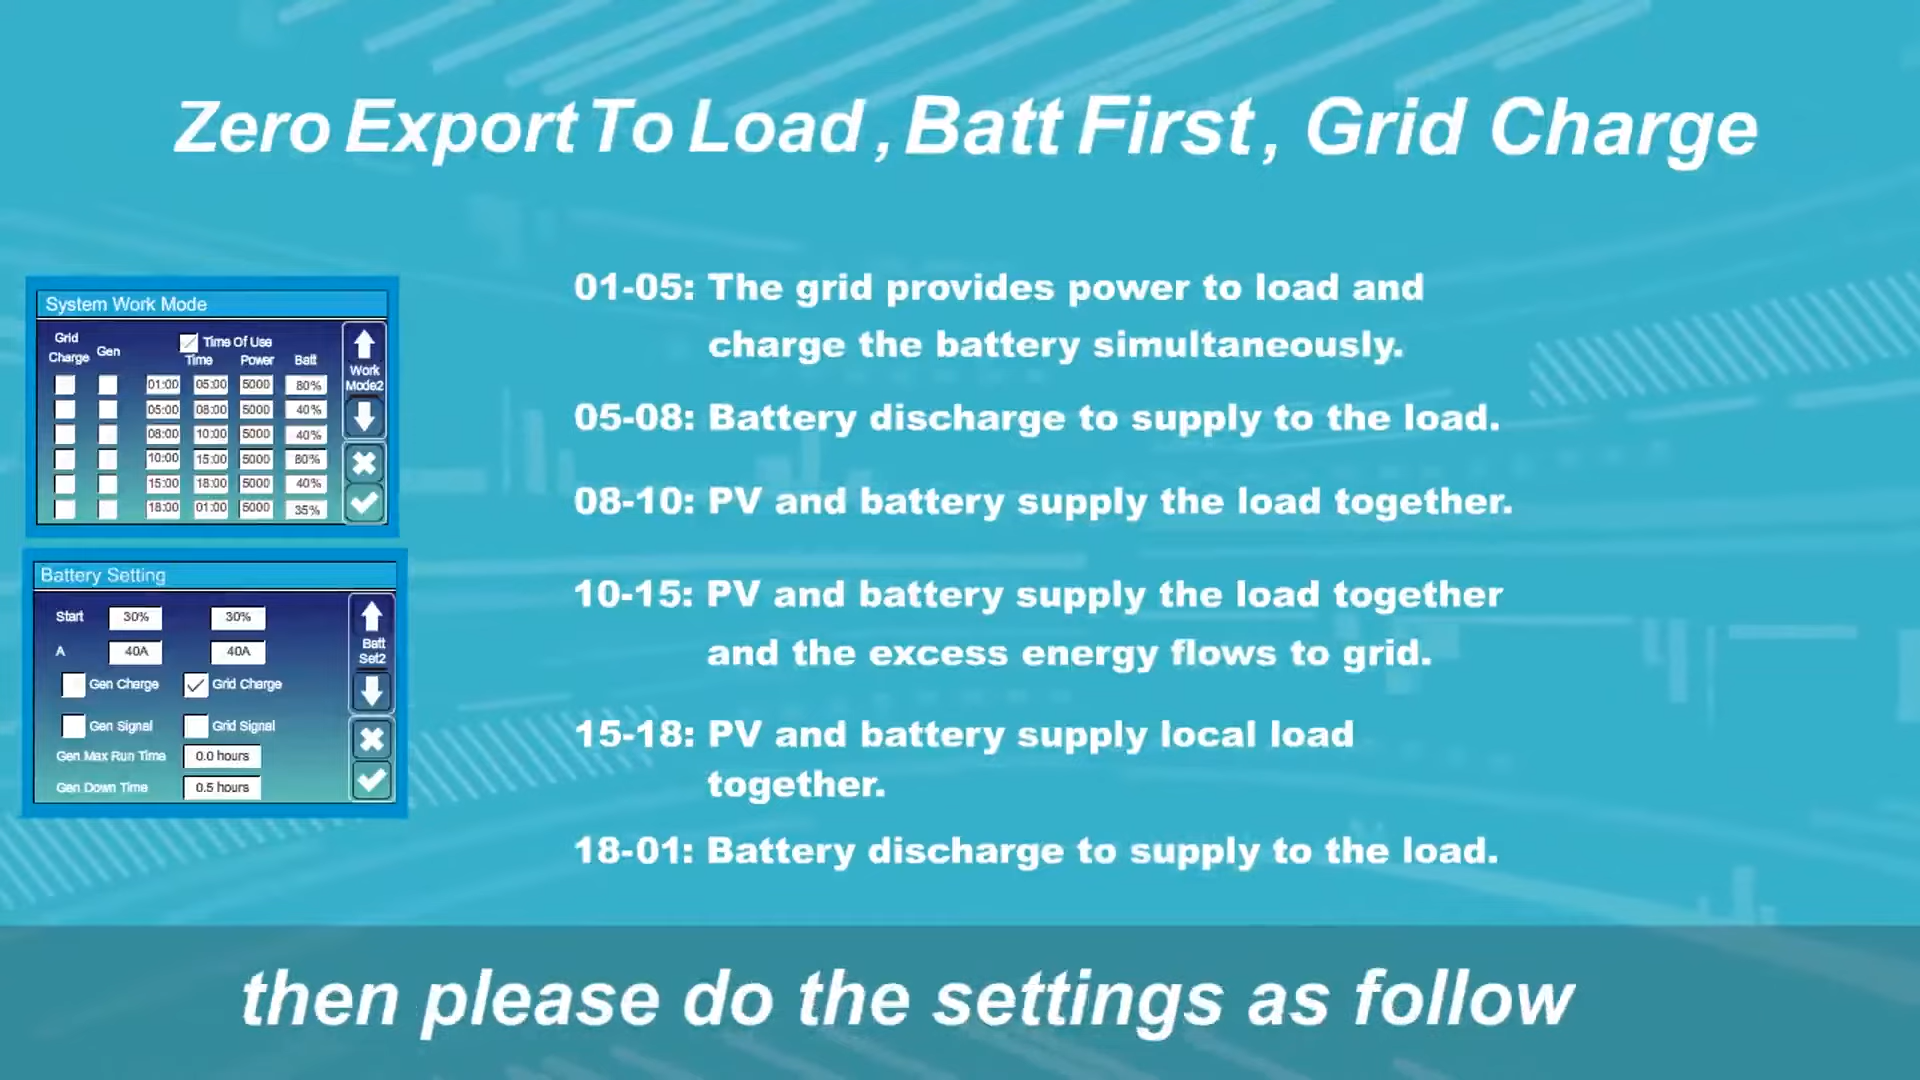 Zero Export To Load , Batt First , Grid Charge
System Work Mode
Grid Charge Gen
Time Of Use
Time Power Batt
01:00 05:00 5000 80%
05:00 08:00 5000 40%
08:00 10:00 5000 40%
10:00 15:00 5000 80%
15:00 18:00 5000 40%
18:00 01:00 5000 35%
Work
Mode2
Battery Setting
Start 30% 30%
A 40A 40A
Gen Charge Grid Charge
Gen Signal Grid Signal
Gen Max Run Time 0.0 hours
Gen Down Time 0.5 hours
Batt
Set2
01-05: The grid provides power to load and
charge the battery simultaneously.
05-08: Battery discharge to supply to the load.
08-10: PV and battery supply the load together.
10-15: PV and battery supply the load together
and the excess energy flows to grid.
15-18: PV and battery supply local load
together.
18-01: Battery discharge to supply to the load.
then please do the settings as follow